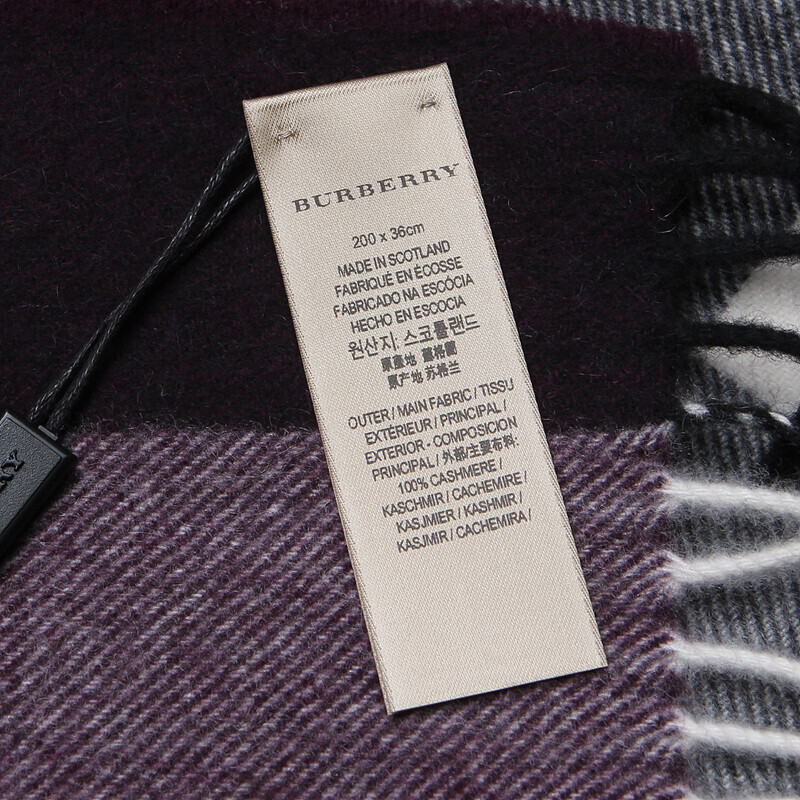 BURBERRY
200 x 36cm
MADE IN SCOTLAND
FABRIQUÉ EN ÉCOSSE
FABRICADO NA ESCÓCIA
HECHO EN ESCOCIA
원산지: 스코틀랜드
原產地 蘇格蘭
原产地 苏格兰
OUTER / MAIN FABRIC / TISSU
EXTÉRIEUR / PRINCIPAL /
EXTERIOR - COMPOSICION
PRINCIPAL / 外部/主要布料:
100% CASHMERE /
KASCHMIR / CACHEMIRE /
KASJMIER / KASHMIR /
KASJMIR / CACHEMIRA /